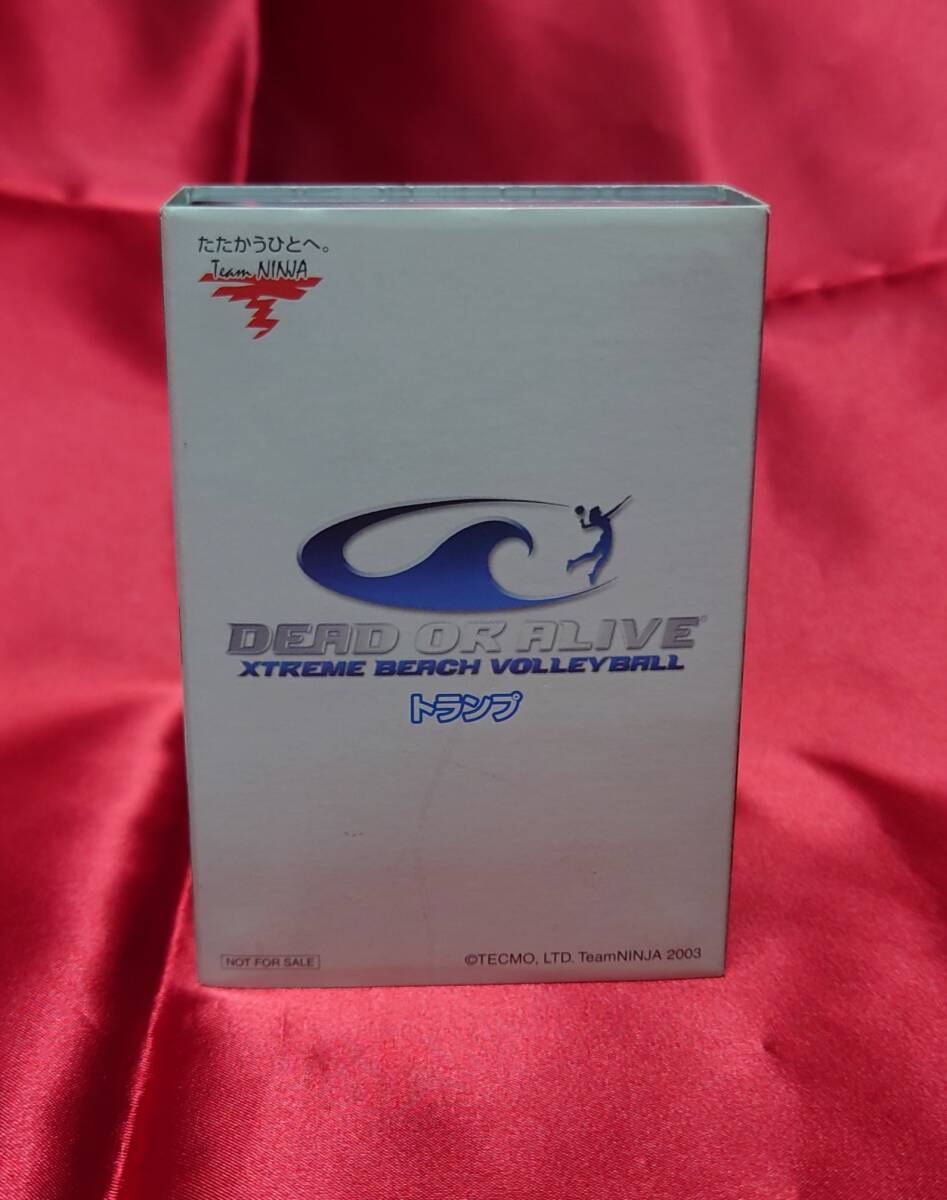 たたかうひとへ。
Team NINJA
DEAD OR ALIVE®
XTREME BEACH VOLLEYBALL
トランプ
NOT FOR SALE
©TECMO, LTD. TeamNINJA 2003